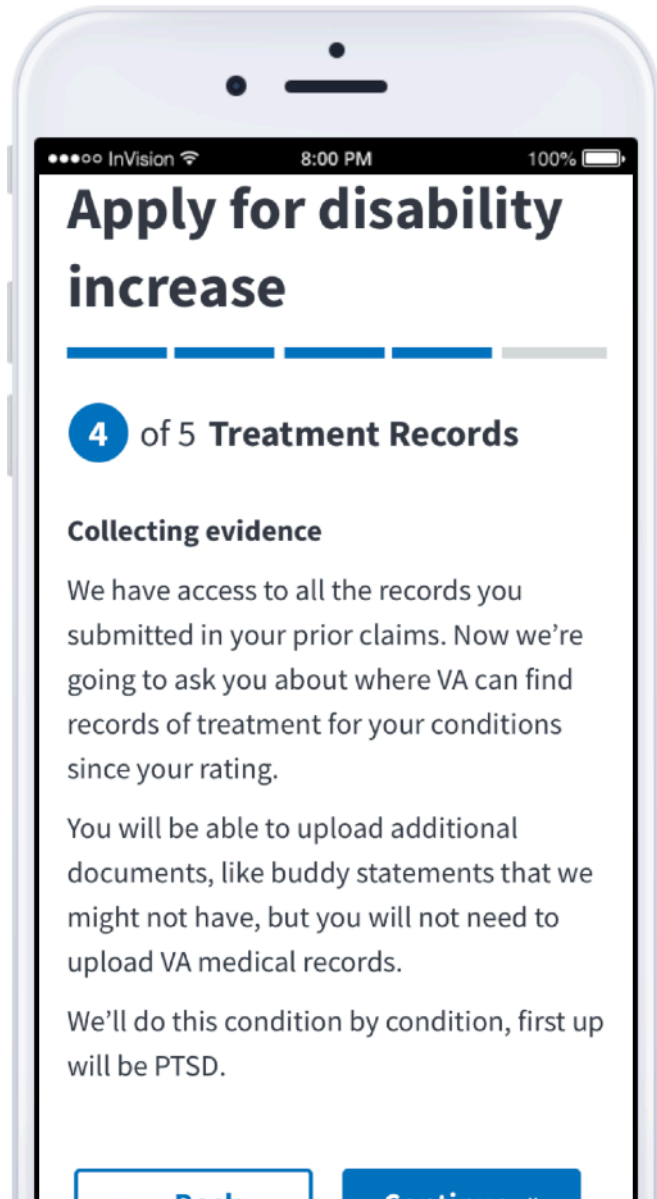 InVision 8:00 PM 100%
Apply for disability
increase
4 of 5 Treatment Records
Collecting evidence
We have access to all the records you
submitted in your prior claims. Now we’re
going to ask you about where VA can find
records of treatment for your conditions
since your rating.
You will be able to upload additional
documents, like buddy statements that we
might not have, but you will not need to
upload VA medical records.
We’ll do this condition by condition, first up
will be PTSD.